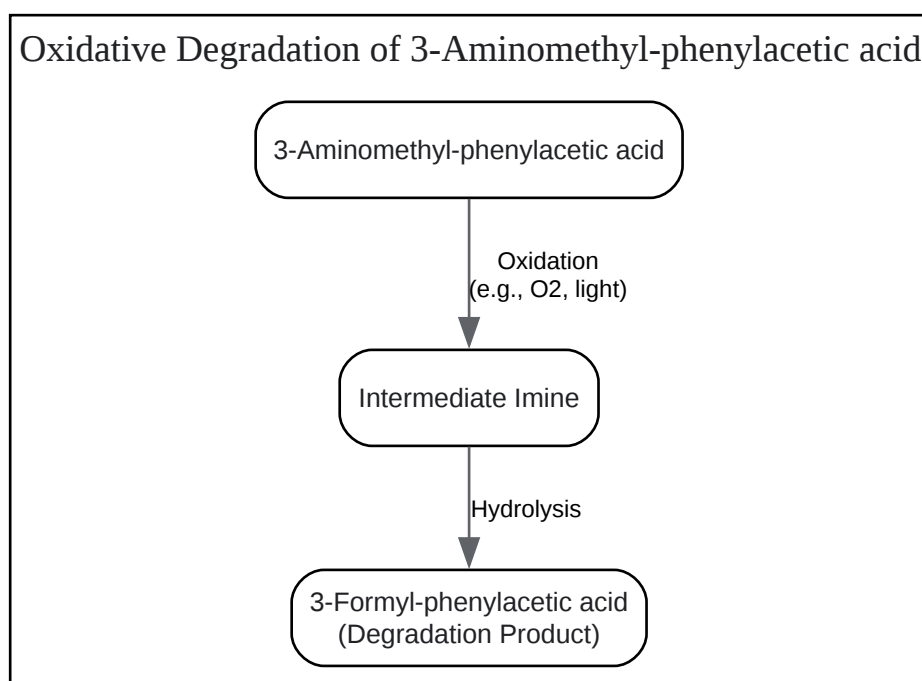 Oxidative Degradation of 3-Aminomethyl-phenylacetic acid
3-Aminomethyl-phenylacetic acid
Oxidation
(e.g., O2, light)
Intermediate Imine
Hydrolysis
3-Formyl-phenylacetic acid
(Degradation Product)